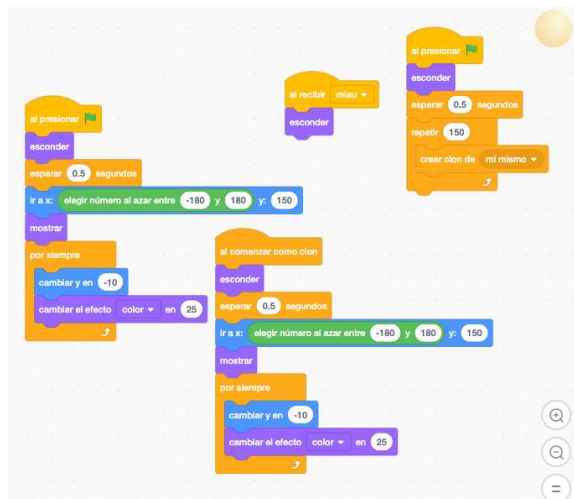 al presionar
esconder
esperar 0.5 segundos
ir a x: elegir número al azar entre -180 y 180 y: 150
mostrar
por siempre
cambiar y en -10
cambiar el efecto color en 25
al recibir miau
esconder
al presionar
esconder
esperar 0.5 segundos
repetir 150
crear clon de mi mismo
al comenzar como clon
esconder
esperar 0.5 segundos
ir a x: elegir número al azar entre -180 y 180 y: 150
mostrar
por siempre
cambiar y en -10
cambiar el efecto color en 25